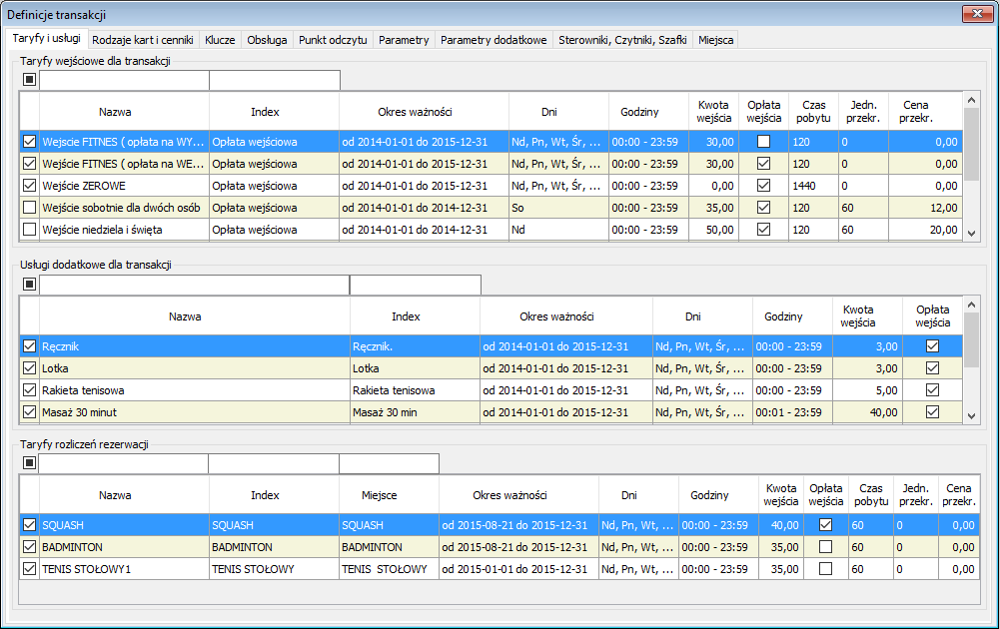 Definicje transakcji
Taryfy i usługi Rodzaje kart i cenniki Klucze Obsługa Punkt odczytu Parametry Parametry dodatkowe Sterowniki, Czytniki, Szafki Miejsca
Taryfy wejściowe dla transakcji
Nazwa Index Okres ważności Dni Godziny Kwota wejścia Opłata wejścia Czas pobytu Jedn. przekr. Cena przekr.
Wejscie FITNES ( opłata na WY... Opłata wejściowa od 2014-01-01 do 2015-12-31 Nd, Pn, Wt, Śr, ... 00:00 - 23:59 30,00 120 0 0,00
Wejście FITNES ( opłata na WE... Opłata wejściowa od 2014-01-01 do 2015-12-31 Nd, Pn, Wt, Śr, ... 00:00 - 23:59 30,00 120 0 0,00
Wejście ZEROWE Opłata wejściowa od 2014-01-01 do 2015-12-31 Nd, Pn, Wt, Śr, ... 00:00 - 23:59 0,00 1440 0 0,00
Wejście sobotnie dla dwóch osób Opłata wejściowa od 2014-01-01 do 2014-12-31 So 00:00 - 23:59 35,00 120 60 12,00
Wejście niedziela i święta Opłata wejściowa od 2014-01-01 do 2014-12-31 Nd 00:00 - 23:59 50,00 120 60 20,00
Usługi dodatkowe dla transakcji
Nazwa Index Okres ważności Dni Godziny Kwota wejścia Opłata wejścia
Ręcznik Ręcznik. od 2014-01-01 do 2015-12-31 Nd, Pn, Wt, Śr, ... 00:00 - 23:59 3,00
Lotka Lotka od 2014-01-01 do 2015-12-31 Nd, Pn, Wt, Śr, ... 00:00 - 23:59 3,00
Rakieta tenisowa Rakieta tenisowa od 2014-01-01 do 2015-12-31 Nd, Pn, Wt, Śr, ... 00:00 - 23:59 5,00
Masaż 30 minut Masaż 30 min od 2014-01-01 do 2015-12-31 Nd, Pn, Wt, Śr, ... 00:01 - 23:59 40,00
Taryfy rozliczeń rezerwacji
Nazwa Index Miejsce Okres ważności Dni Godziny Kwota wejścia Opłata wejścia Czas pobytu Jedn. przekr. Cena przekr.
SQUASH SQUASH SQUASH od 2015-08-21 do 2015-12-31 Nd, Pn, Wt, ... 00:00 - 23:59 40,00 60 0 0,00
BADMINTON BADMINTON BADMINTON od 2015-08-21 do 2015-12-31 Nd, Pn, Wt, ... 00:00 - 23:59 35,00 60 0 0,00
TENIS STOŁOWY1 TENIS STOŁOWY TENIS STOŁOWY od 2015-01-01 do 2015-12-31 Nd, Pn, Wt, ... 00:00 - 23:59 35,00 60 0 0,00